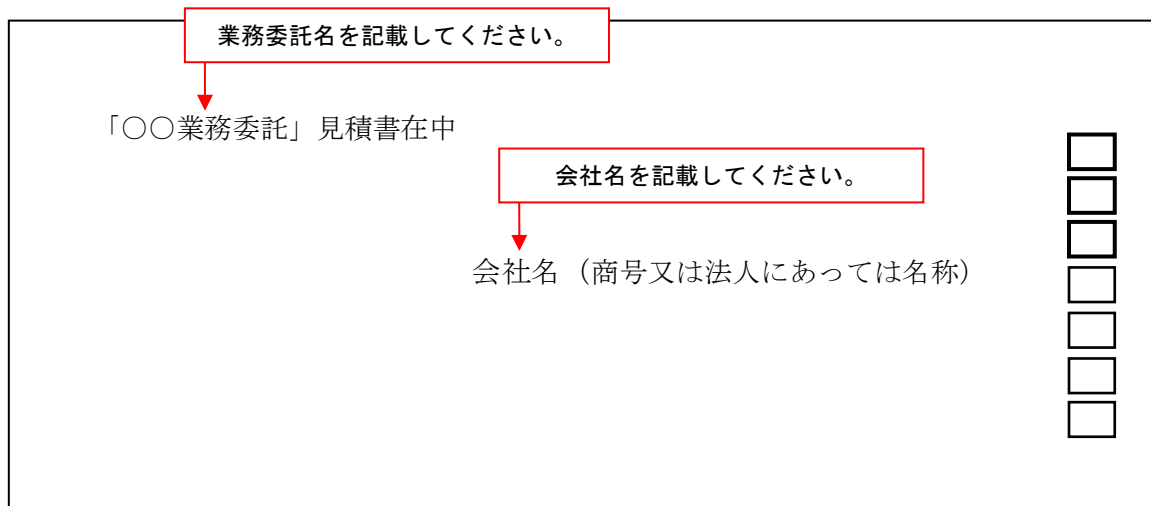 業務委託名を記載してください。
「○○業務委託」見積書在中
会社名を記載してください。
会社名（商号又は法人にあっては名称）